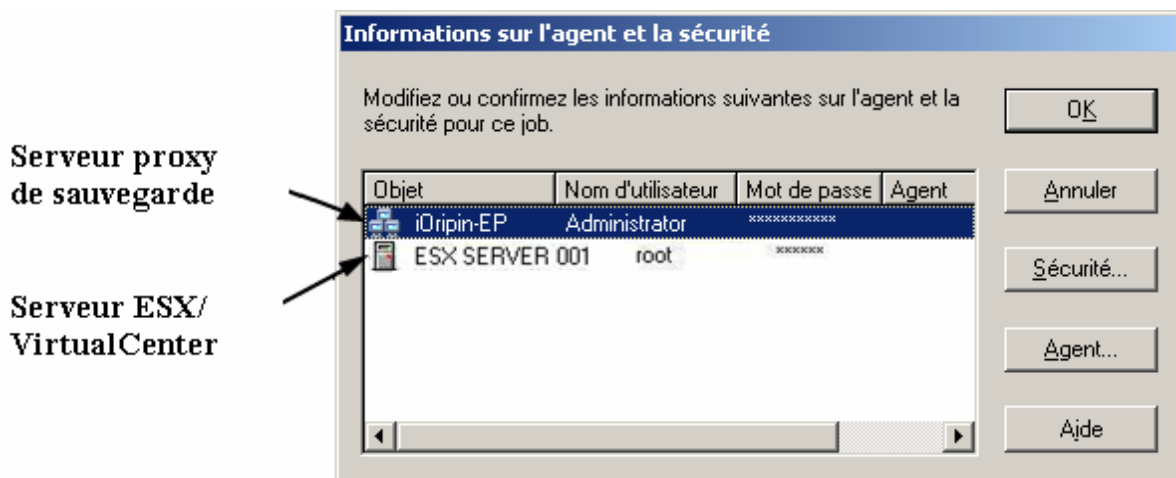 Informations sur l'agent et la sécurité
Modifiez ou confirmez les informations suivantes sur l'agent et la
sécurité pour ce job.
OK
Serveur proxy
de sauvegarde
Objet Nom d'utilisateur Mot de passe Agent
Annuler
iOripin-EP Administrator ***********
ESX SERVER 001 root ******
Sécurité...
Serveur ESX/
VirtualCenter
Agent...
Aide